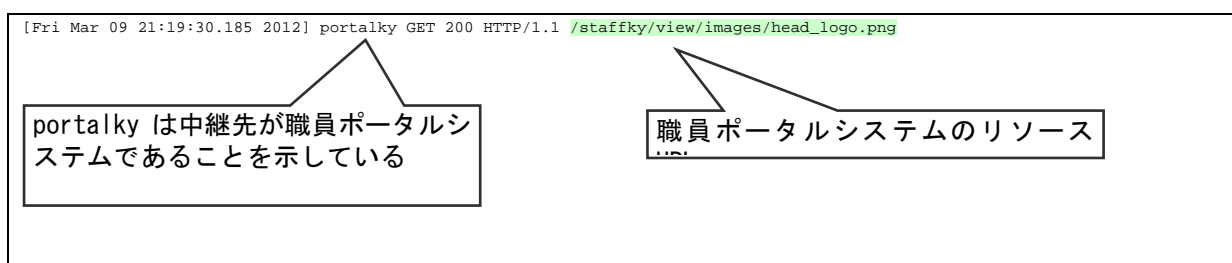 [Fri Mar 09 21:19:30.185 2012] portalky GET 200 HTTP/1.1 /staffky/view/images/head_logo.png
portalky は中継先が職員ポータルシ
ステムであることを示している
職員ポータルシステムのリソース